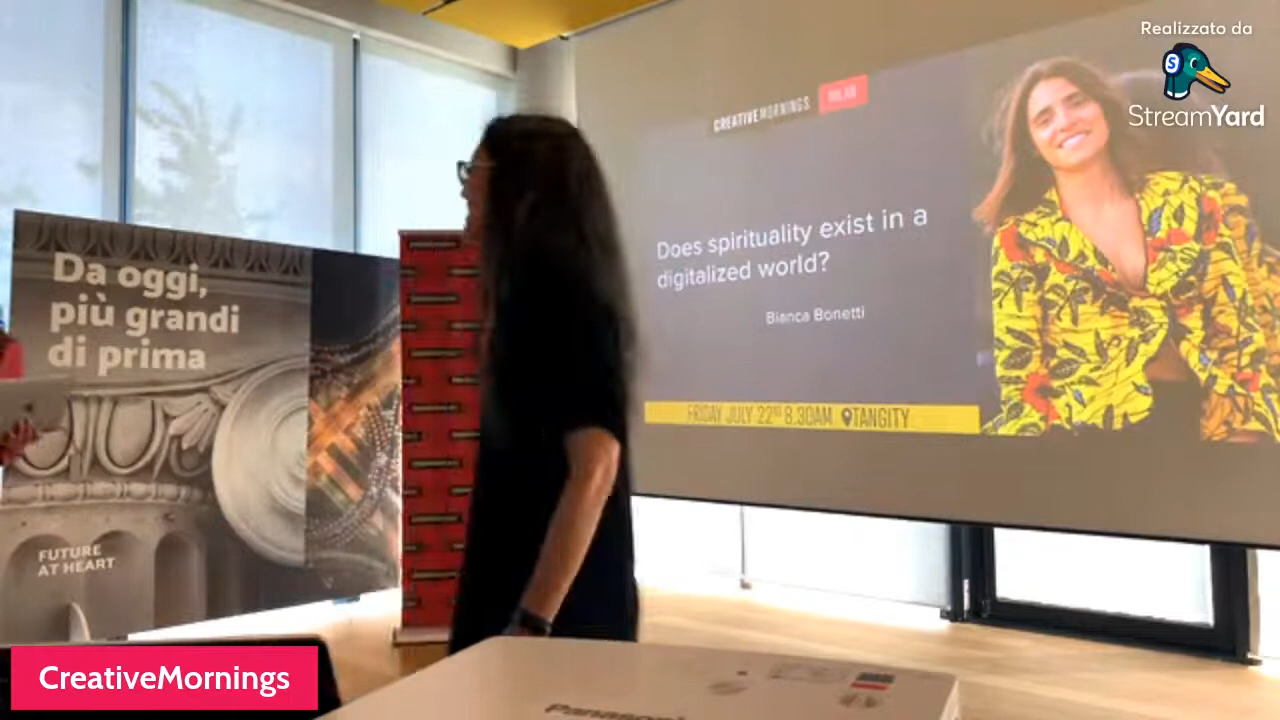 Realizzato da
StreamYard
CREATIVEMORNINGS MILAN
Does spirituality exist in a
digitalized world?
Bianca Bonetti
FRIDAY JULY 22ND 8.30AM TANGITY
Da oggi,
più grandi
di prima
FUTURE
AT HEART
CreativeMornings
Panasonic